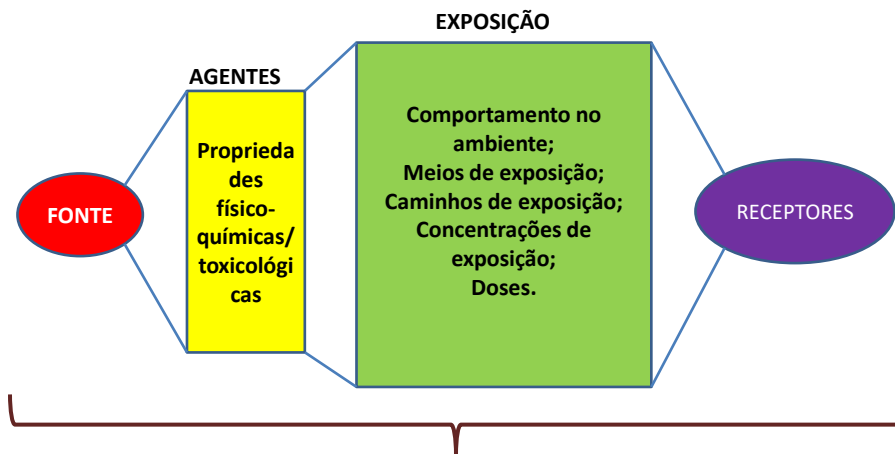 EXPOSIÇÃO
AGENTES
FONTE
Proprieda
des
físico-
químicas/
toxicológi
cas
Comportamento no
ambiente;
Meios de exposição;
Caminhos de exposição;
Concentrações de
exposição;
Doses.
RECEPTORES